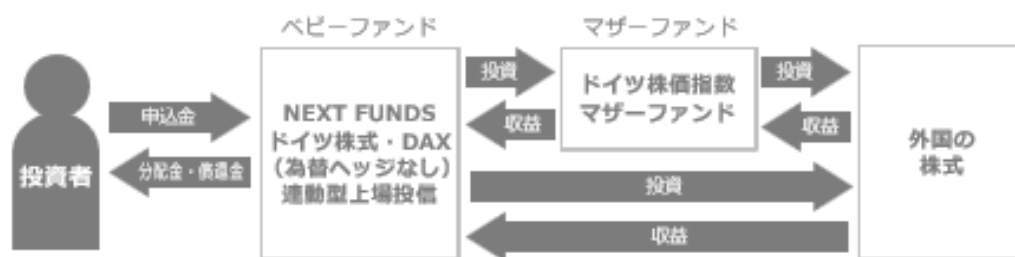 ベビーファンド
マザーファンド
投資者
申込金
分配金・償還金
NEXT FUNDS
ドイツ株式・DAX
(為替ヘッジなし)
連動型上場投信
投資
収益
ドイツ株価指数
マザーファンド
投資
収益
投資
収益
外国の
株式